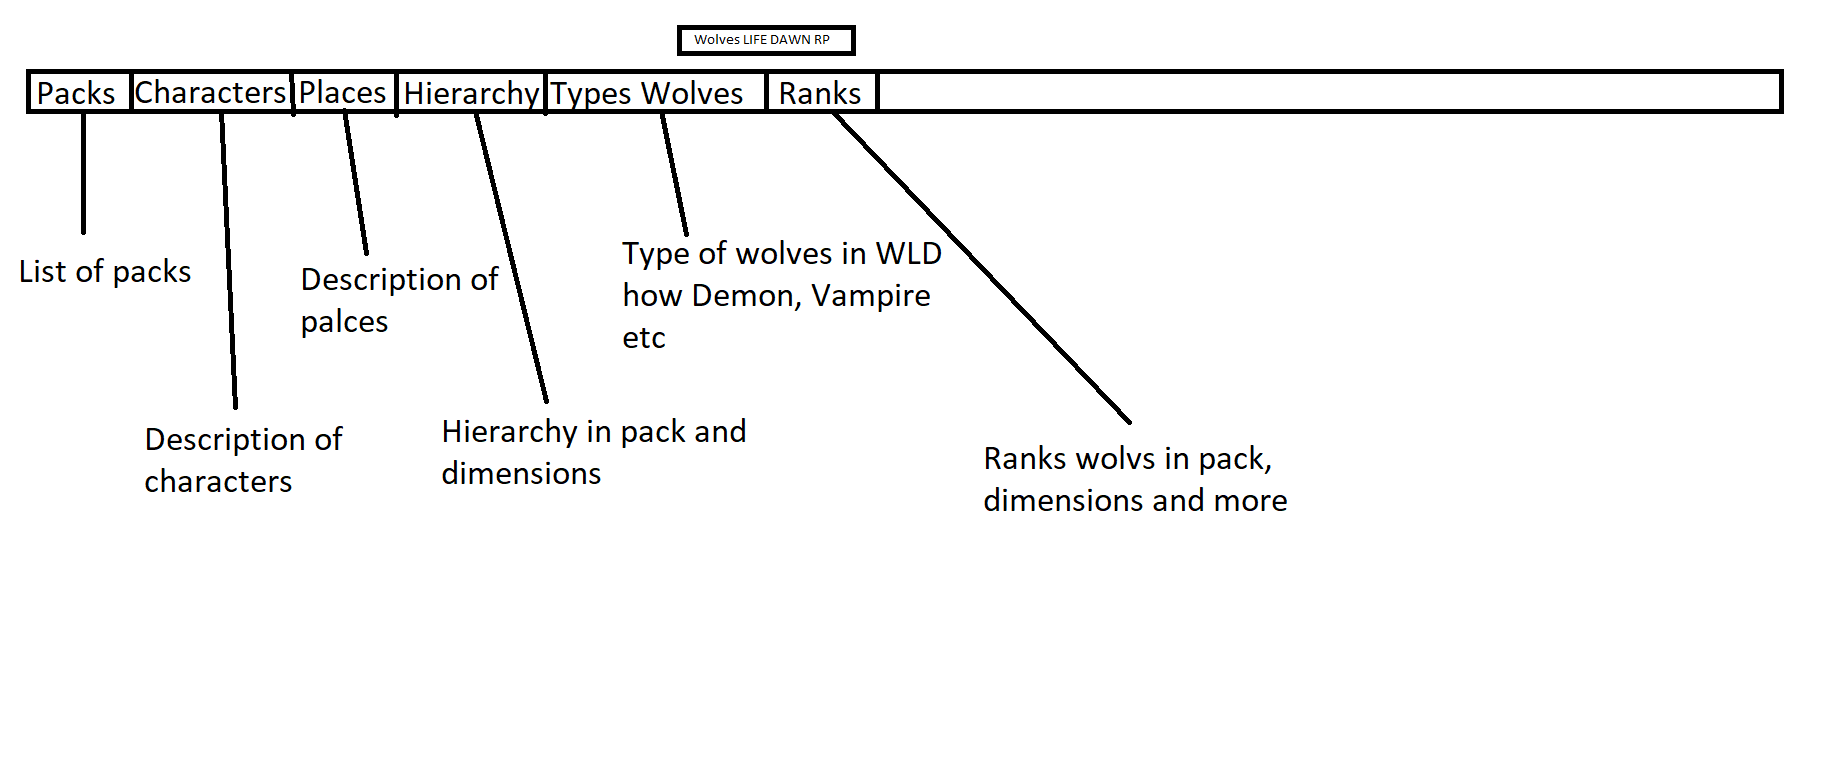 Wolves LIFE DAWN RP
Packs
Characters
Places
Hierarchy
Types Wolves
Ranks
List of packs
Description of
characters
Description of
palces
Hierarchy in pack and
dimensions
Type of wolves in WLD
how Demon, Vampire
etc
Ranks wolvs in pack,
dimensions and more